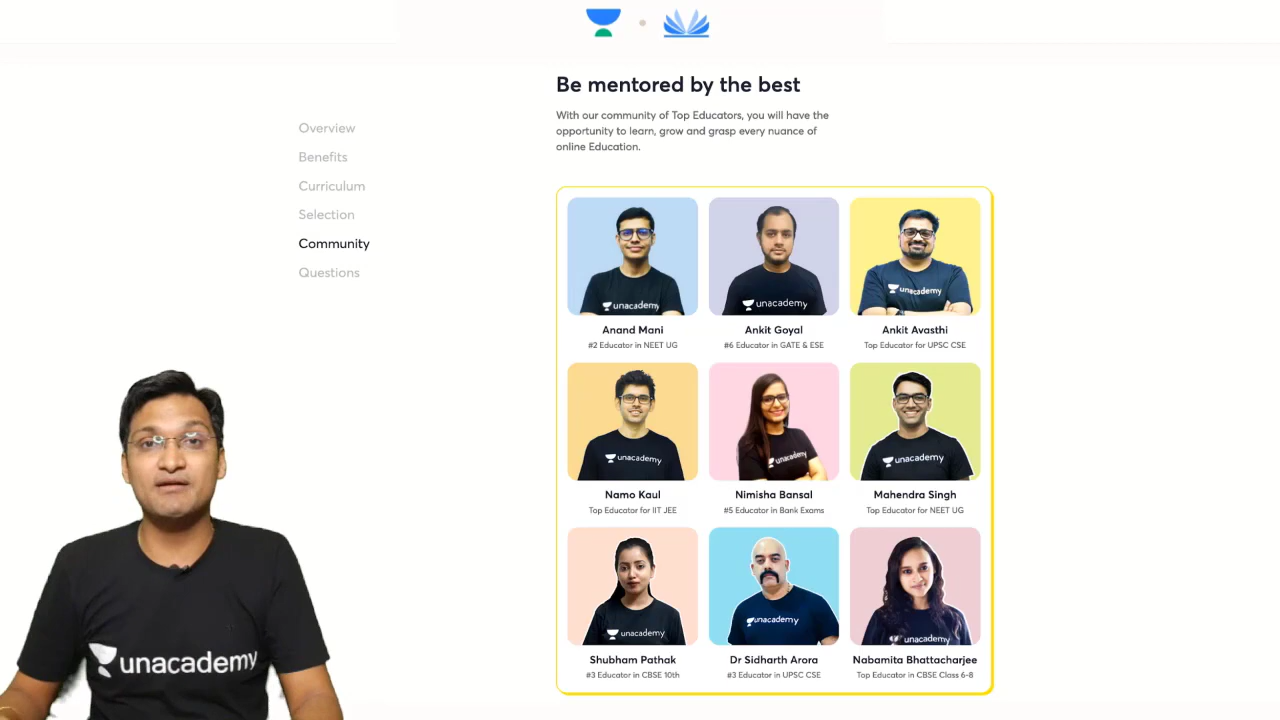 Be mentored by the best
With our community of Top Educators, you will have the
opportunity to learn, grow and grasp every nuance of
online Education.
Overview
Benefits
Curriculum
Selection
Community
Questions
unacademy
unacademy
unacademy
Anand Mani
Ankit Goyal
Ankit Avasthi
#2 Educator in NEET UG
#6 Educator in GATE & ESE
Top Educator for UPSC CSE
unacademy
unacademy
unacademy
Namo Kaul
Nimisha Bansal
Mahendra Singh
Top Educator for IIT JEE
#5 Educator in Bank Exams
Top Educator for NEET UG
unacademy
unacademy
unacademy
Shubham Pathak
Dr Sidharth Arora
Nabamita Bhattacharjee
#3 Educator in CBSE 10th
#3 Educator in UPSC CSE
Top Educator in CBSE Class 6-8
unacademy